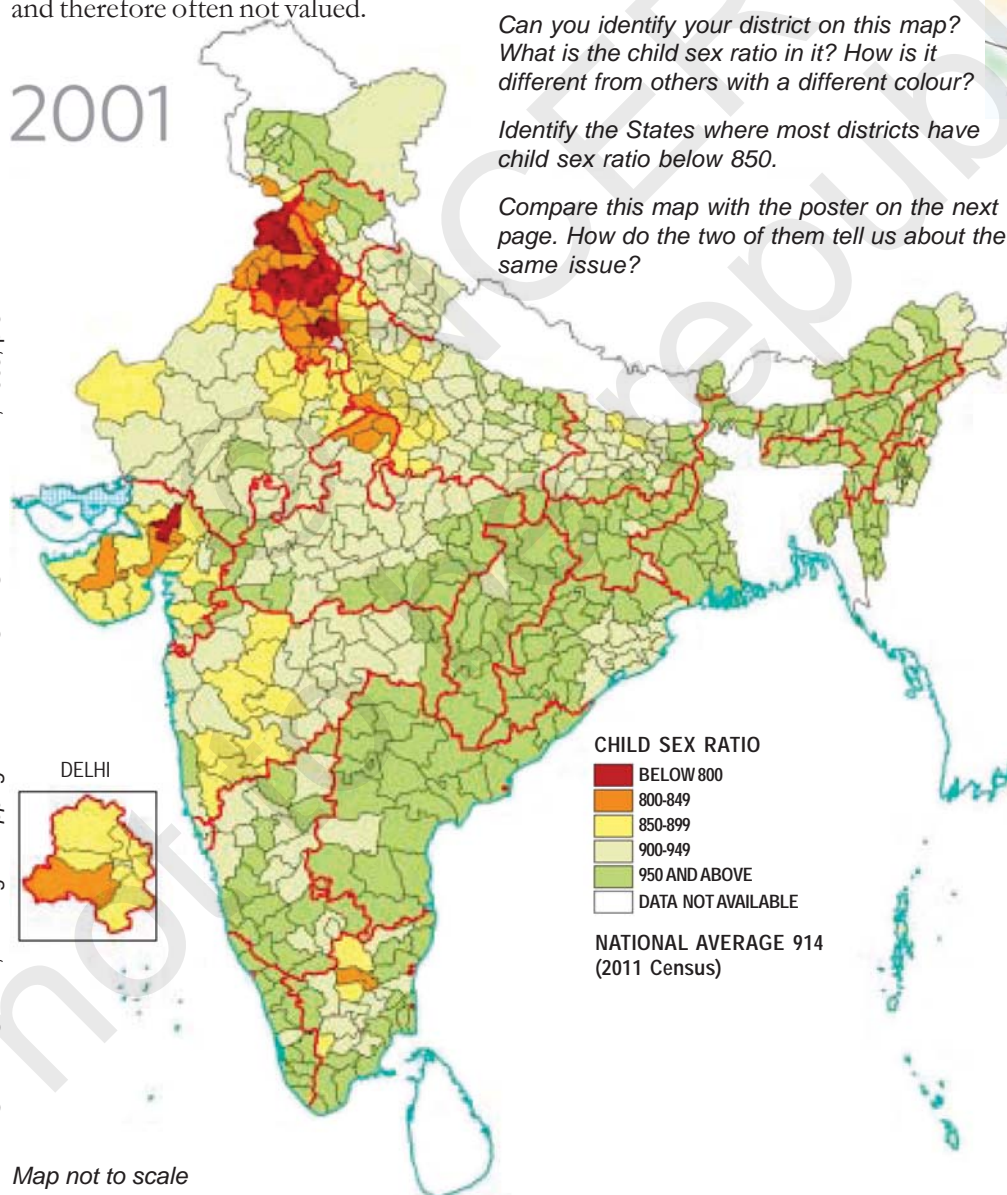 and therefore often not valued.
2001
Can you identify your district on this map?
What is the child sex ratio in it? How is it
different from others with a different colour?
Identify the States where most districts have
child sex ratio below 850.
Compare this map with the poster on the next
page. How do the two of them tell us about the
same issue?
DELHI
CHILD SEX RATIO
BELOW 800
800-849
850-899
900-949
950 AND ABOVE
DATA NOT AVAILABLE
NATIONAL AVERAGE 914
(2011 Census)
Map not to scale